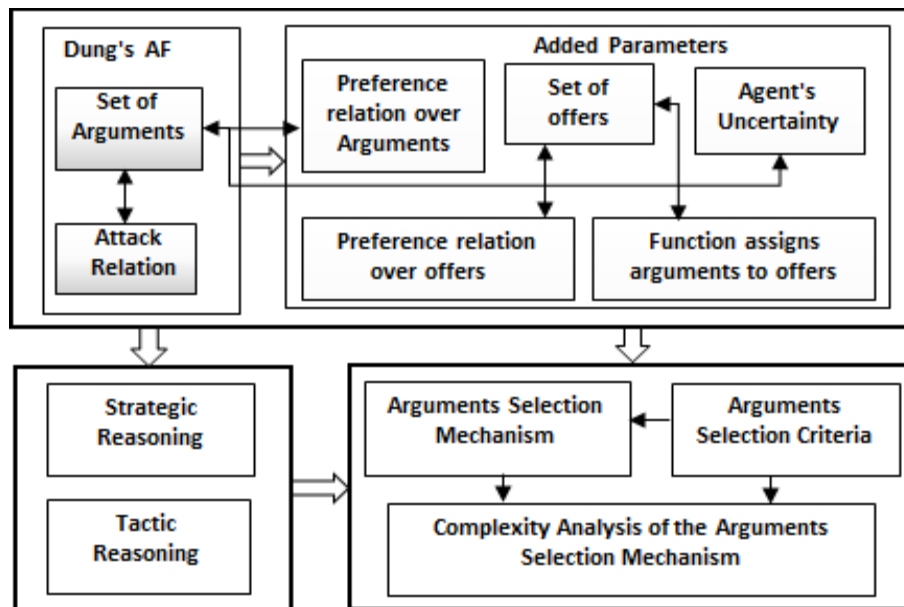 Dung's AF
Set of
Arguments
Attack
Relation
Added Parameters
Preference
relation over
Arguments
Set of
offers
Agent's
Uncertainty
Preference relation
over offers
Function assigns
arguments to offers
Strategic
Reasoning
Tactic
Reasoning
Arguments Selection
Mechanism
Arguments
Selection Criteria
Complexity Analysis of the Arguments
Selection Mechanism